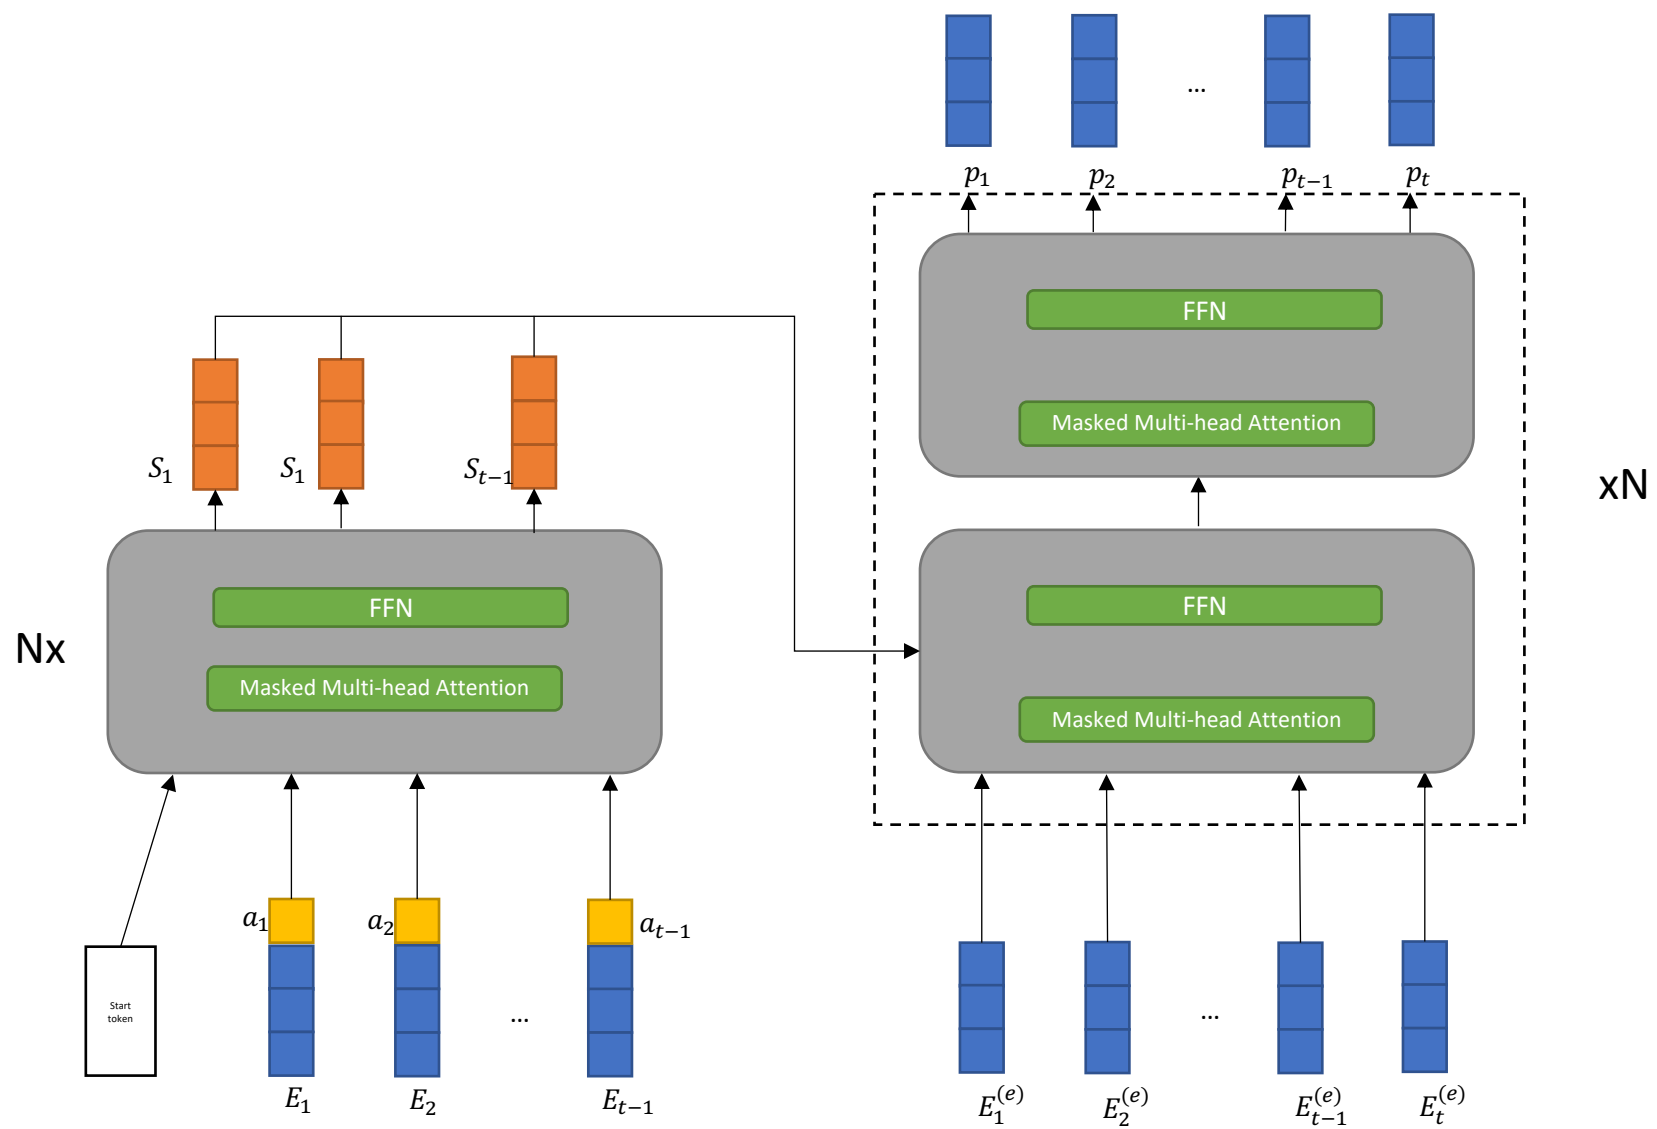 ...
p₁ p₂ pₜ₋₁ pₜ
FFN
Masked Multi-head Attention
xN
FFN
Masked Multi-head Attention
S₁ S₁ Sₜ₋₁
Nx
FFN
Masked Multi-head Attention
a₁ a₂ aₜ₋₁
Start
token
...
E₁ E₂ Eₜ₋₁
...
E₁⁽ᵉ⁾ E₂⁽ᵉ⁾ Eₜ₋₁⁽ᵉ⁾ Eₜ⁽ᵉ⁾